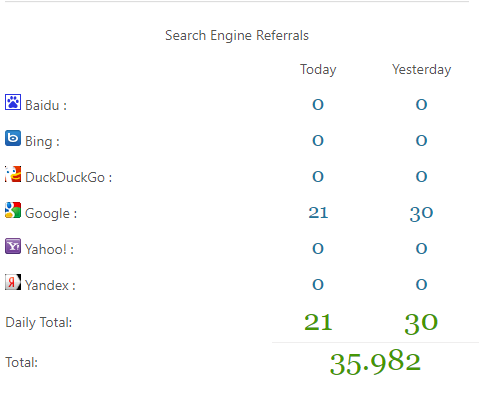 Search Engine Referrals
Today Yesterday
Baidu : 0 0
Bing : 0 0
DuckDuckGo : 0 0
Google : 21 30
Yahoo! : 0 0
Yandex : 0 0
Daily Total: 21 30
Total: 35.982